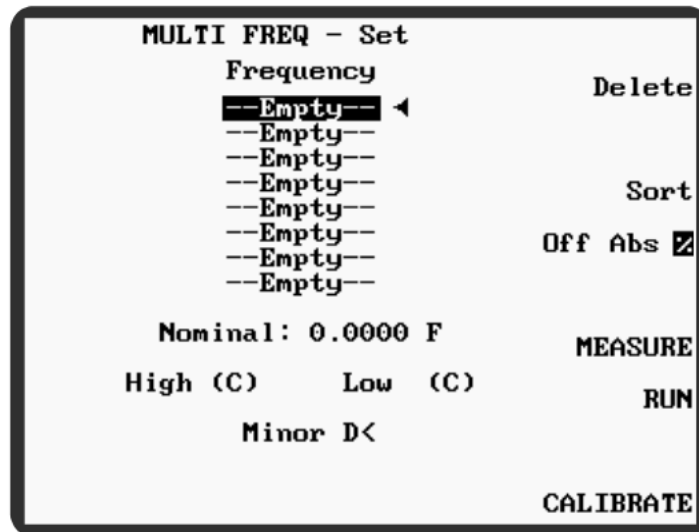 MULTI FREQ - Set
Frequency
Delete
--Empty--
--Empty--
--Empty--
--Empty--
Sort
--Empty--
--Empty--
Off Abs %
--Empty--
--Empty--
Nominal: 0.0000 F
MEASURE
High (C) Low (C)
RUN
Minor D<
CALIBRATE